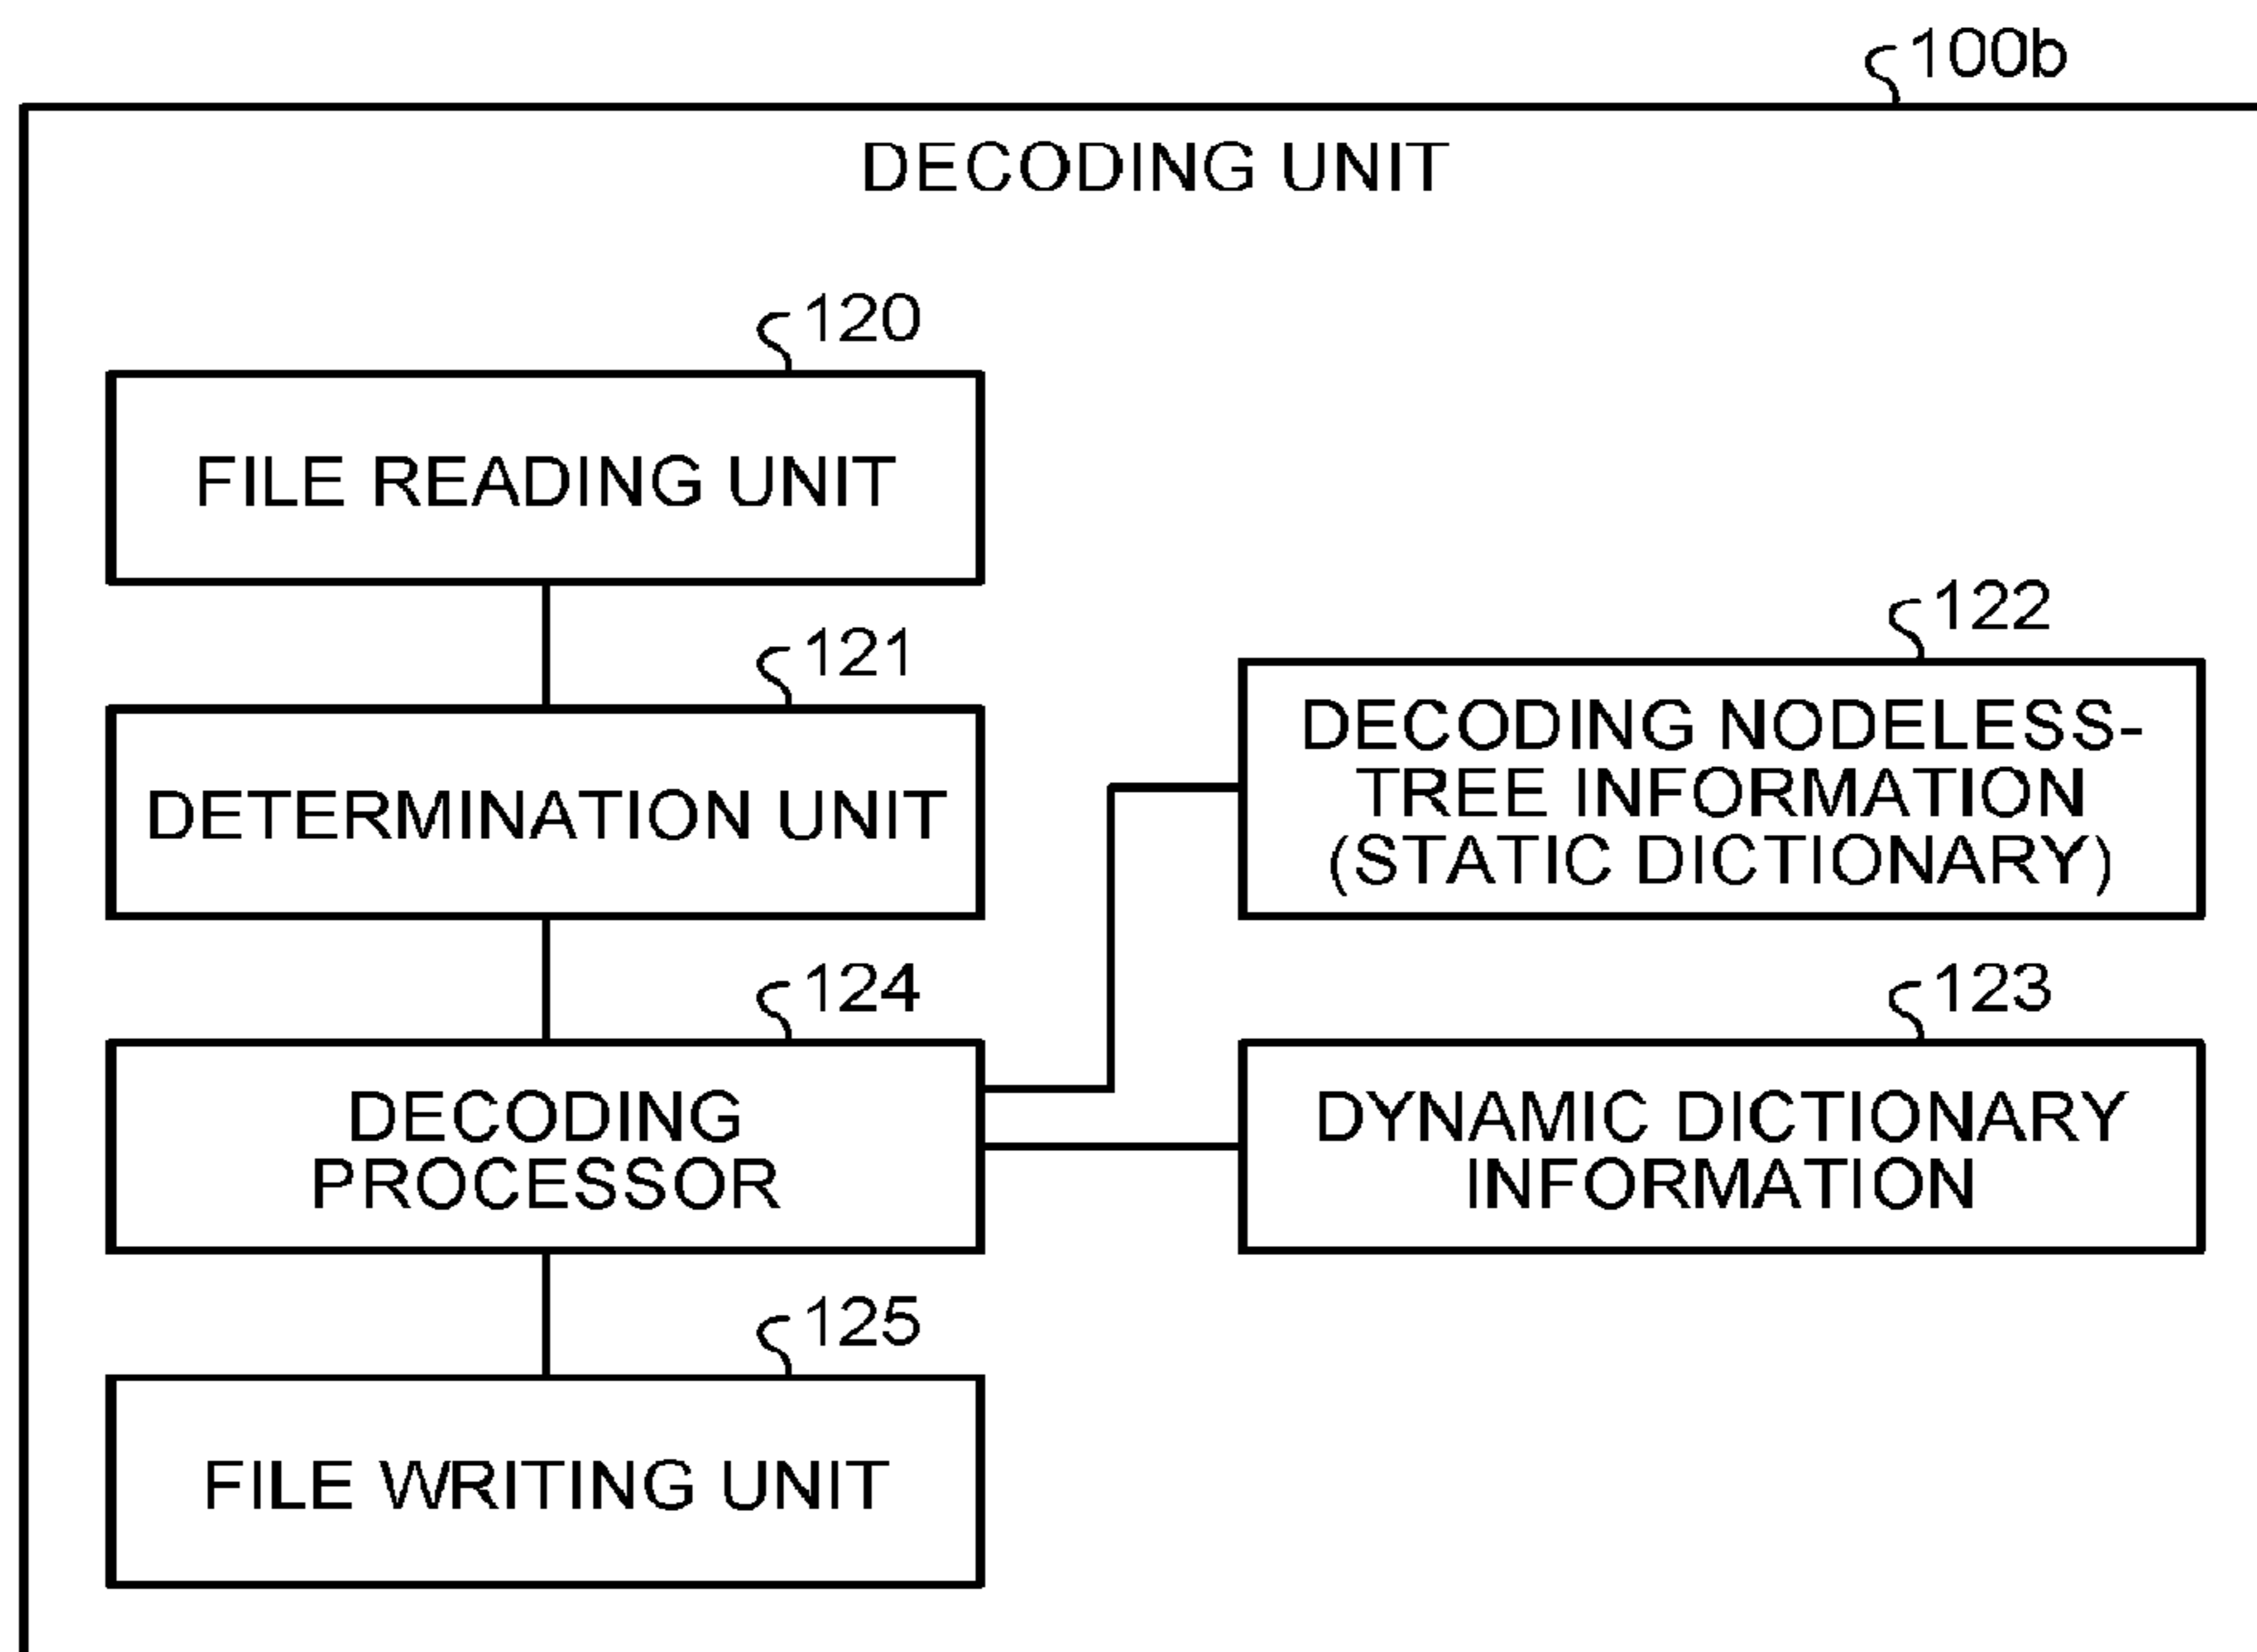 100b
DECODING UNIT
120
FILE READING UNIT
121
DETERMINATION UNIT
122
DECODING NODELESS-
TREE INFORMATION
(STATIC DICTIONARY)
124
DECODING
PROCESSOR
123
DYNAMIC DICTIONARY
INFORMATION
125
FILE WRITING UNIT